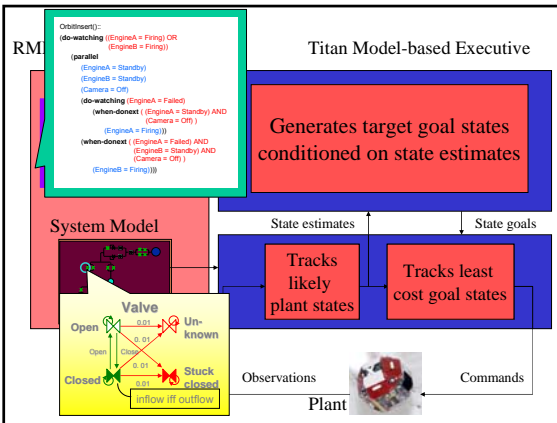 OrbitInsert()::
(do-watching ((EngineA = Firing) OR
(EngineB = Firing))
(parallel
(EngineA = Standby)
(EngineB = Standby)
(Camera = Off)
(do-watching (EngineA = Failed)
(when-donext ( (EngineA = Standby) AND
(Camera = Off) )
(EngineA = Firing)))
(when-donext ( (EngineA = Failed) AND
(EngineB = Standby) AND
(Camera = Off) )
(EngineB = Firing))))
Titan Model-based Executive
Generates target goal states
conditioned on state estimates
System Model
State estimates
State goals
Tracks
likely
plant states
Tracks least
cost goal states
Valve
Open
0.01
Un-
known
Open
Close
0. 01
0. 01
Closed
0.01
Stuck
closed
inflow iff outflow
Observations
Commands
Plant